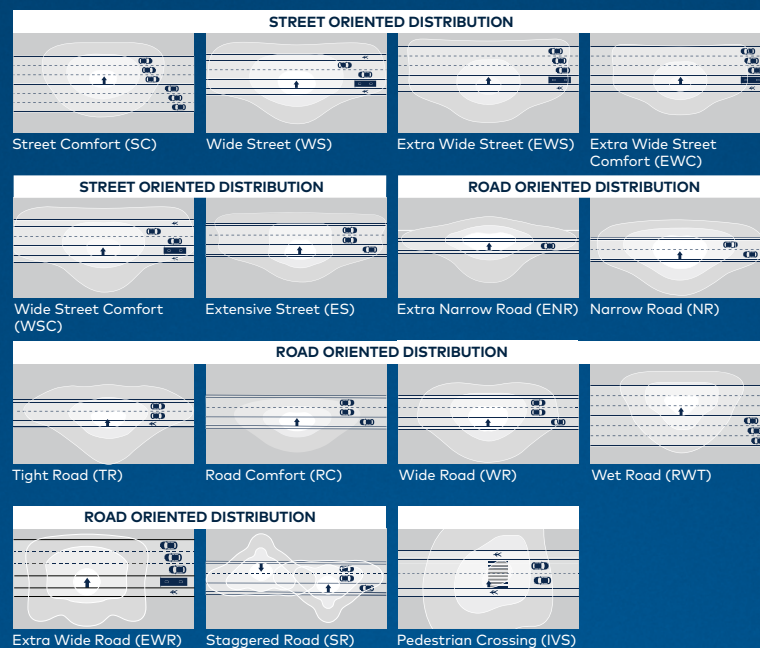 STREET ORIENTED DISTRIBUTION
Street Comfort (SC)
Wide Street (WS)
Extra Wide Street (EWS)
Extra Wide Street
Comfort (EWC)
STREET ORIENTED DISTRIBUTION
ROAD ORIENTED DISTRIBUTION
Wide Street Comfort
(WSC)
Extensive Street (ES)
Extra Narrow Road (ENR)
Narrow Road (NR)
ROAD ORIENTED DISTRIBUTION
Tight Road (TR)
Road Comfort (RC)
Wide Road (WR)
Wet Road (RWT)
ROAD ORIENTED DISTRIBUTION
Extra Wide Road (EWR)
Staggered Road (SR)
Pedestrian Crossing (IVS)